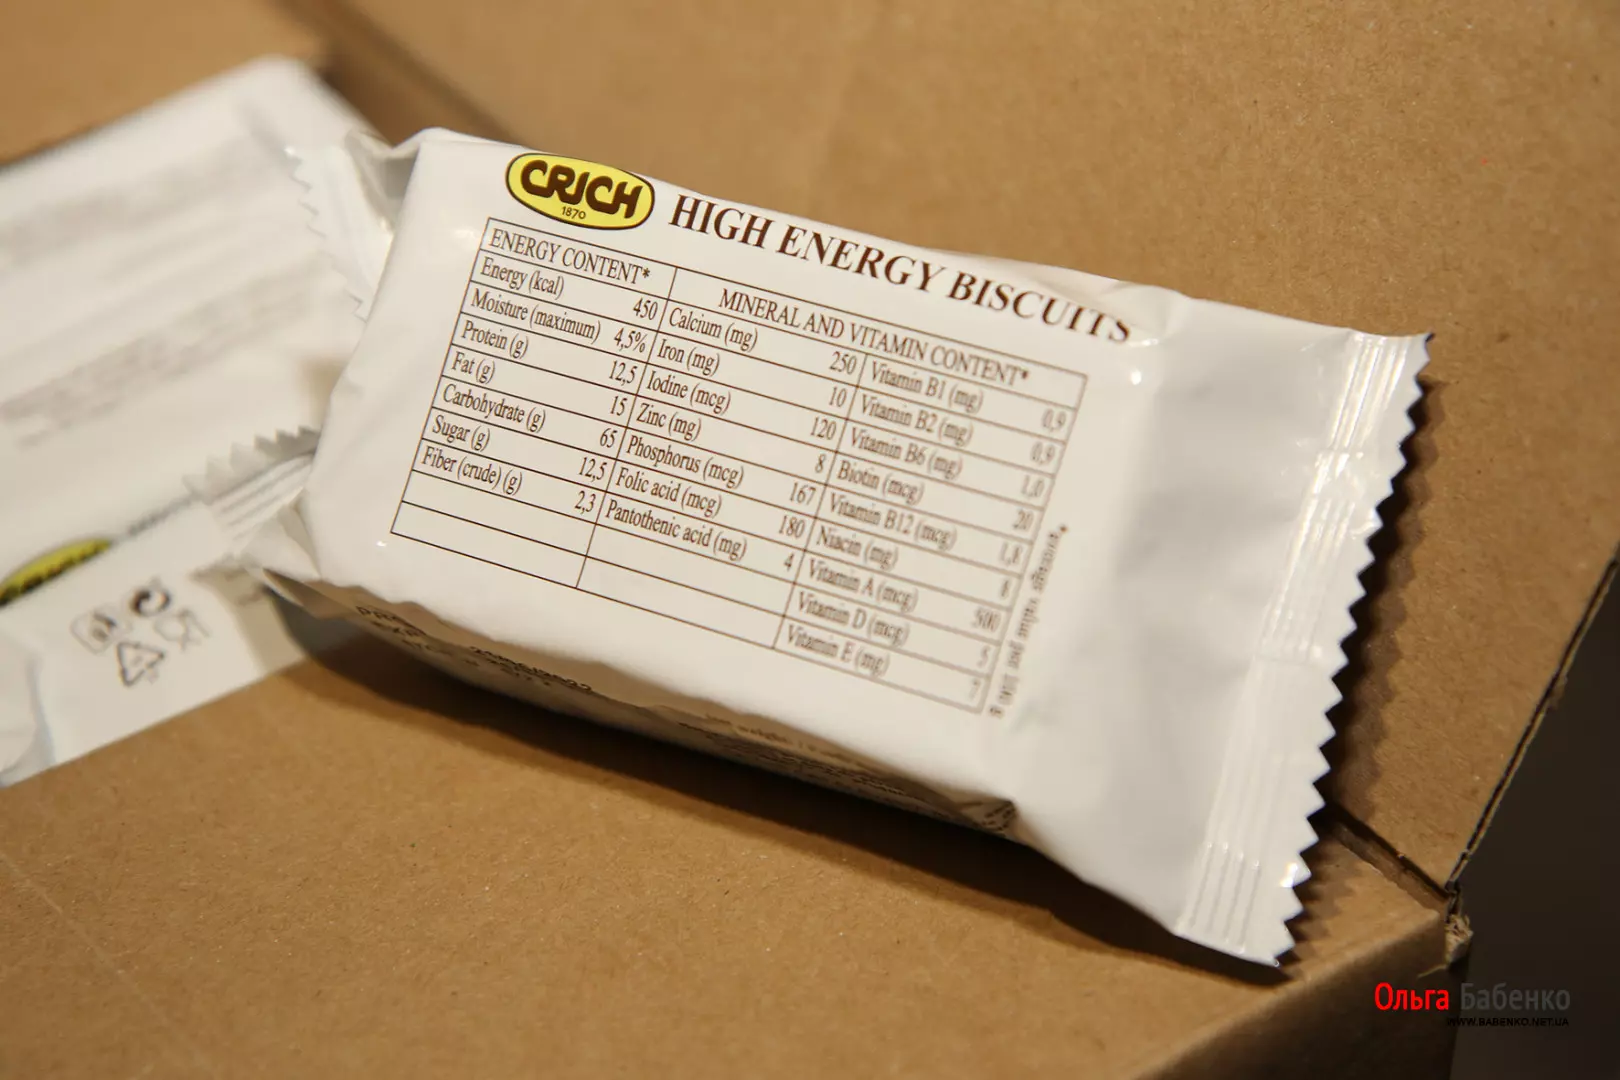 CRICH
1870
HIGH ENERGY BISCUITS
ENERGY CONTENT*
Energy (kcal) 450
Moisture (maximum) 4,5%
Protein (g) 12,5
Fat (g) 15
Carbohydrate (g) 65
Sugar (g) 12,5
Fiber (crude) (g) 2,3
MINERAL AND VITAMIN CONTENT*
Calcium (mg) 250
Iron (mg) 10
Iodine (mcg) 120
Zinc (mg) 8
Phosphorus (mcg) 167
Folic acid (mcg) 180
Pantothenic acid (mg) 4
Vitamin B1 (mg) 0,9
Vitamin B2 (mg) 0,9
Vitamin B6 (mg) 1,0
Biotin (mcg) 20
Vitamin B12 (mcg) 1,8
Niacin (mg) 8
Vitamin A (mcg) 500
Vitamin D (mcg) 5
Vitamin E (mg) 7
*average value per 100 g
Ольга Бабенко
WWW.BABENKO.NET.UA